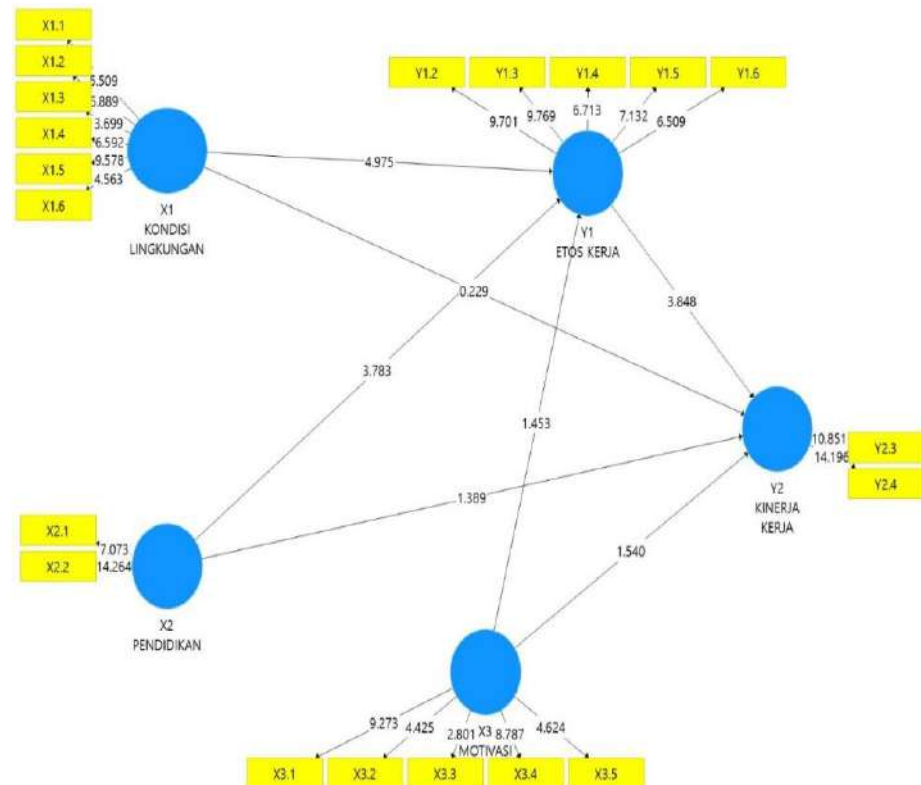 X1.1
X1.2
X1.3
X1.4
X1.5
X1.6
3.699
6.592
9.578
4.563
X1
KONDISI
LINGKUNGAN
Y1.2
Y1.3
Y1.4
Y1.5
Y1.6
9.701
9.769
6.713
7.132
6.509
Y1
ETOS KERJA
4.975
0.229
3.848
3.783
1.453
1.389
1.540
10.851
14.196
Y2.3
Y2.4
Y2
KINERJA
KERJA
X2.1
X2.2
7.073
14.264
X2
PENDIDIKAN
9.273
4.425
2.801
8.787
4.624
X3
MOTIVASI
X3.1
X3.2
X3.3
X3.4
X3.5